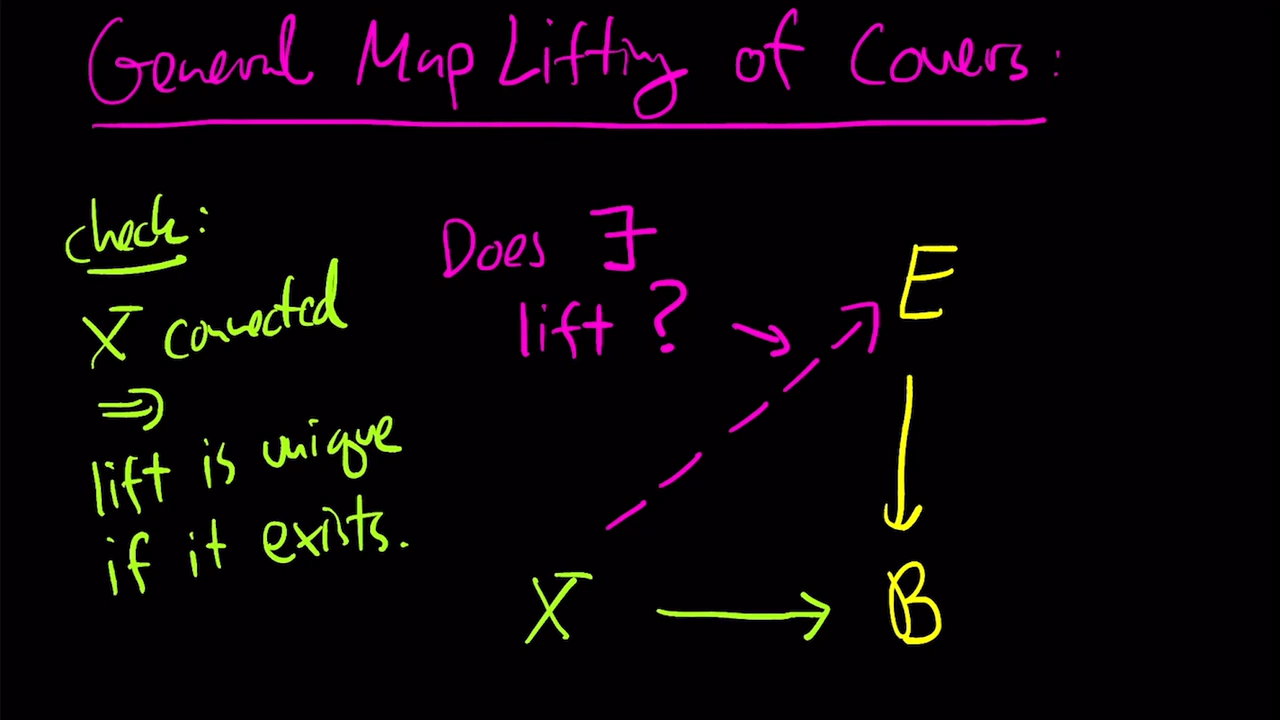 General Map Lifting of Covers:
check:
X connected
⇒
lift is unique
if it exists.
Does ∃
lift?
E
X
B